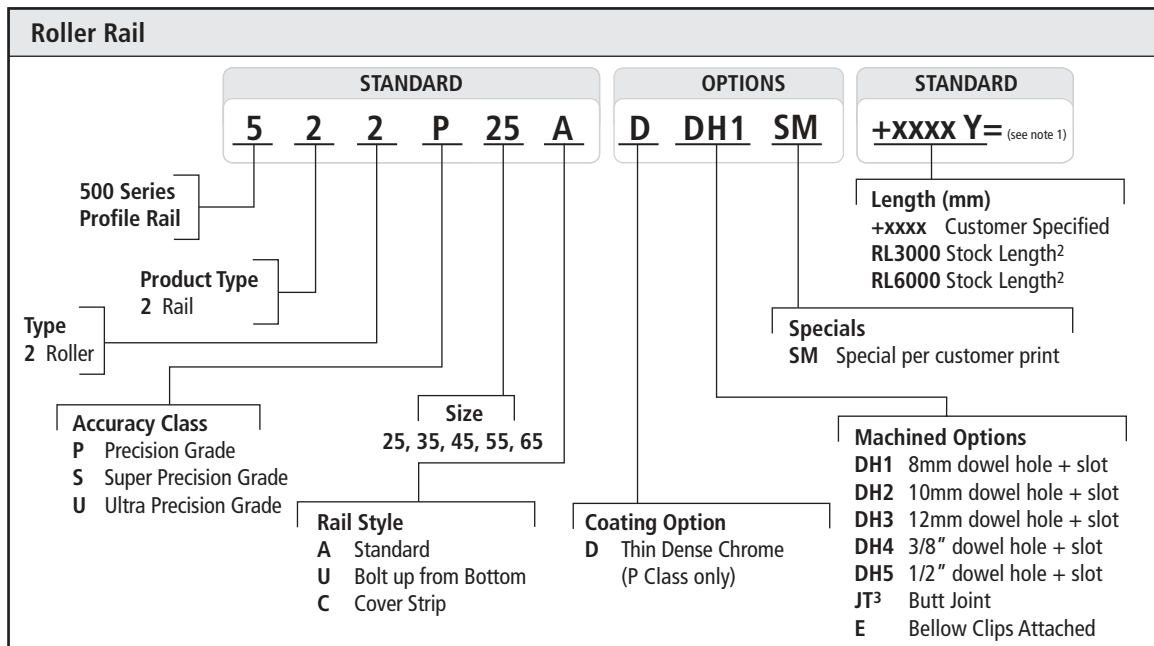 Roller Rail
STANDARD OPTIONS STANDARD
5 2 2 P 25 A D DH1 SM +xxxx Y= (see note 1)
500 Series
Profile Rail
Product Type
2 Rail
Type
2 Roller
Accuracy Class
P Precision Grade
S Super Precision Grade
U Ultra Precision Grade
Size
25, 35, 45, 55, 65
Rail Style
A Standard
U Bolt up from Bottom
C Cover Strip
Coating Option
D Thin Dense Chrome
(P Class only)
Length (mm)
+xxxx Customer Specified
RL3000 Stock Length²
RL6000 Stock Length²
Specials
SM Special per customer print
Machined Options
DH1 8mm dowel hole + slot
DH2 10mm dowel hole + slot
DH3 12mm dowel hole + slot
DH4 3/8″ dowel hole + slot
DH5 1/2″ dowel hole + slot
JT³ Butt Joint
E Bellow Clips Attached